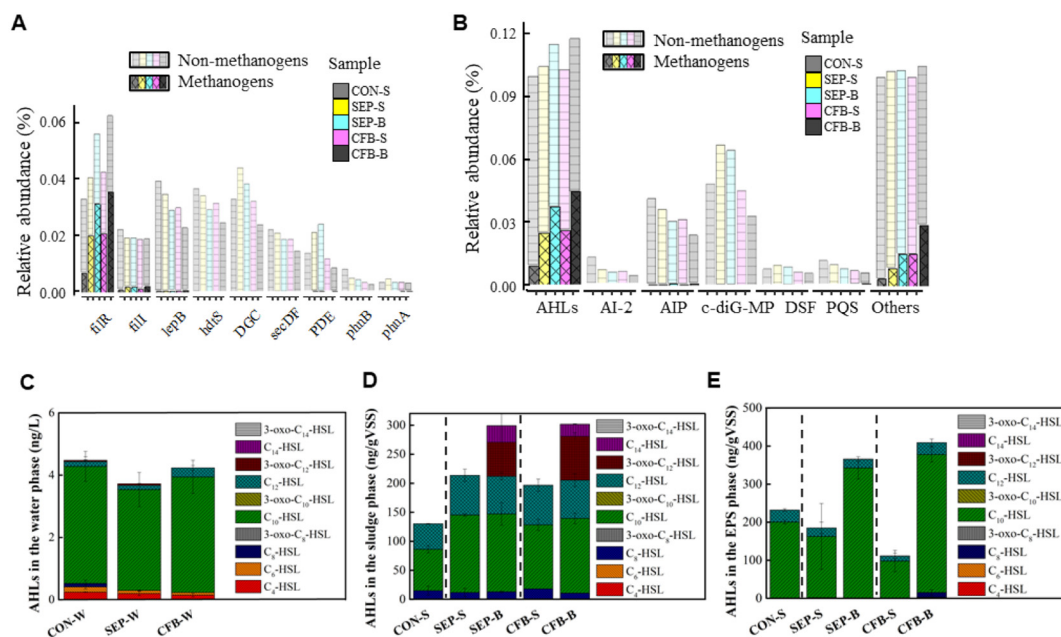 A
Non-methanogens
Methanogens
Sample
CON-S
SEP-S
SEP-B
CFB-S
CFB-B
Relative abundance (%)
0.06
0.04
0.02
0.00
filR
filI
lepB
hdtS
DGC
secDF
PDE
phnB
phnA
B
Non-methanogens
Methanogens
Sample
CON-S
SEP-S
SEP-B
CFB-S
CFB-B
Relative abundance (%)
0.12
0.09
0.06
0.03
0.00
AHLs
AI-2
AIP
c-diG-MP
DSF
PQS
Others
C
AHLs in the water phase (ng/L)
6
4
2
0
3-oxo-C14-HSL
C14-HSL
3-oxo-C12-HSL
C12-HSL
3-oxo-C10-HSL
C10-HSL
3-oxo-C8-HSL
C8-HSL
C6-HSL
C4-HSL
CON-W
SEP-W
CFB-W
D
AHLs in the sludge phase (ng/gVSS)
300
250
200
150
100
50
0
3-oxo-C14-HSL
C14-HSL
3-oxo-C12-HSL
C12-HSL
3-oxo-C10-HSL
C10-HSL
3-oxo-C8-HSL
C8-HSL
C6-HSL
C4-HSL
CON-S
SEP-S
SEP-B
CFB-S
CFB-B
E
AHLs in the EPS phase (ng/gVSS)
500
400
300
200
100
0
3-oxo-C14-HSL
C14-HSL
3-oxo-C12-HSL
C12-HSL
3-oxo-C10-HSL
C10-HSL
3-oxo-C8-HSL
C8-HSL
C6-HSL
C4-HSL
CON-S
SEP-S
SEP-B
CFB-S
CFB-B